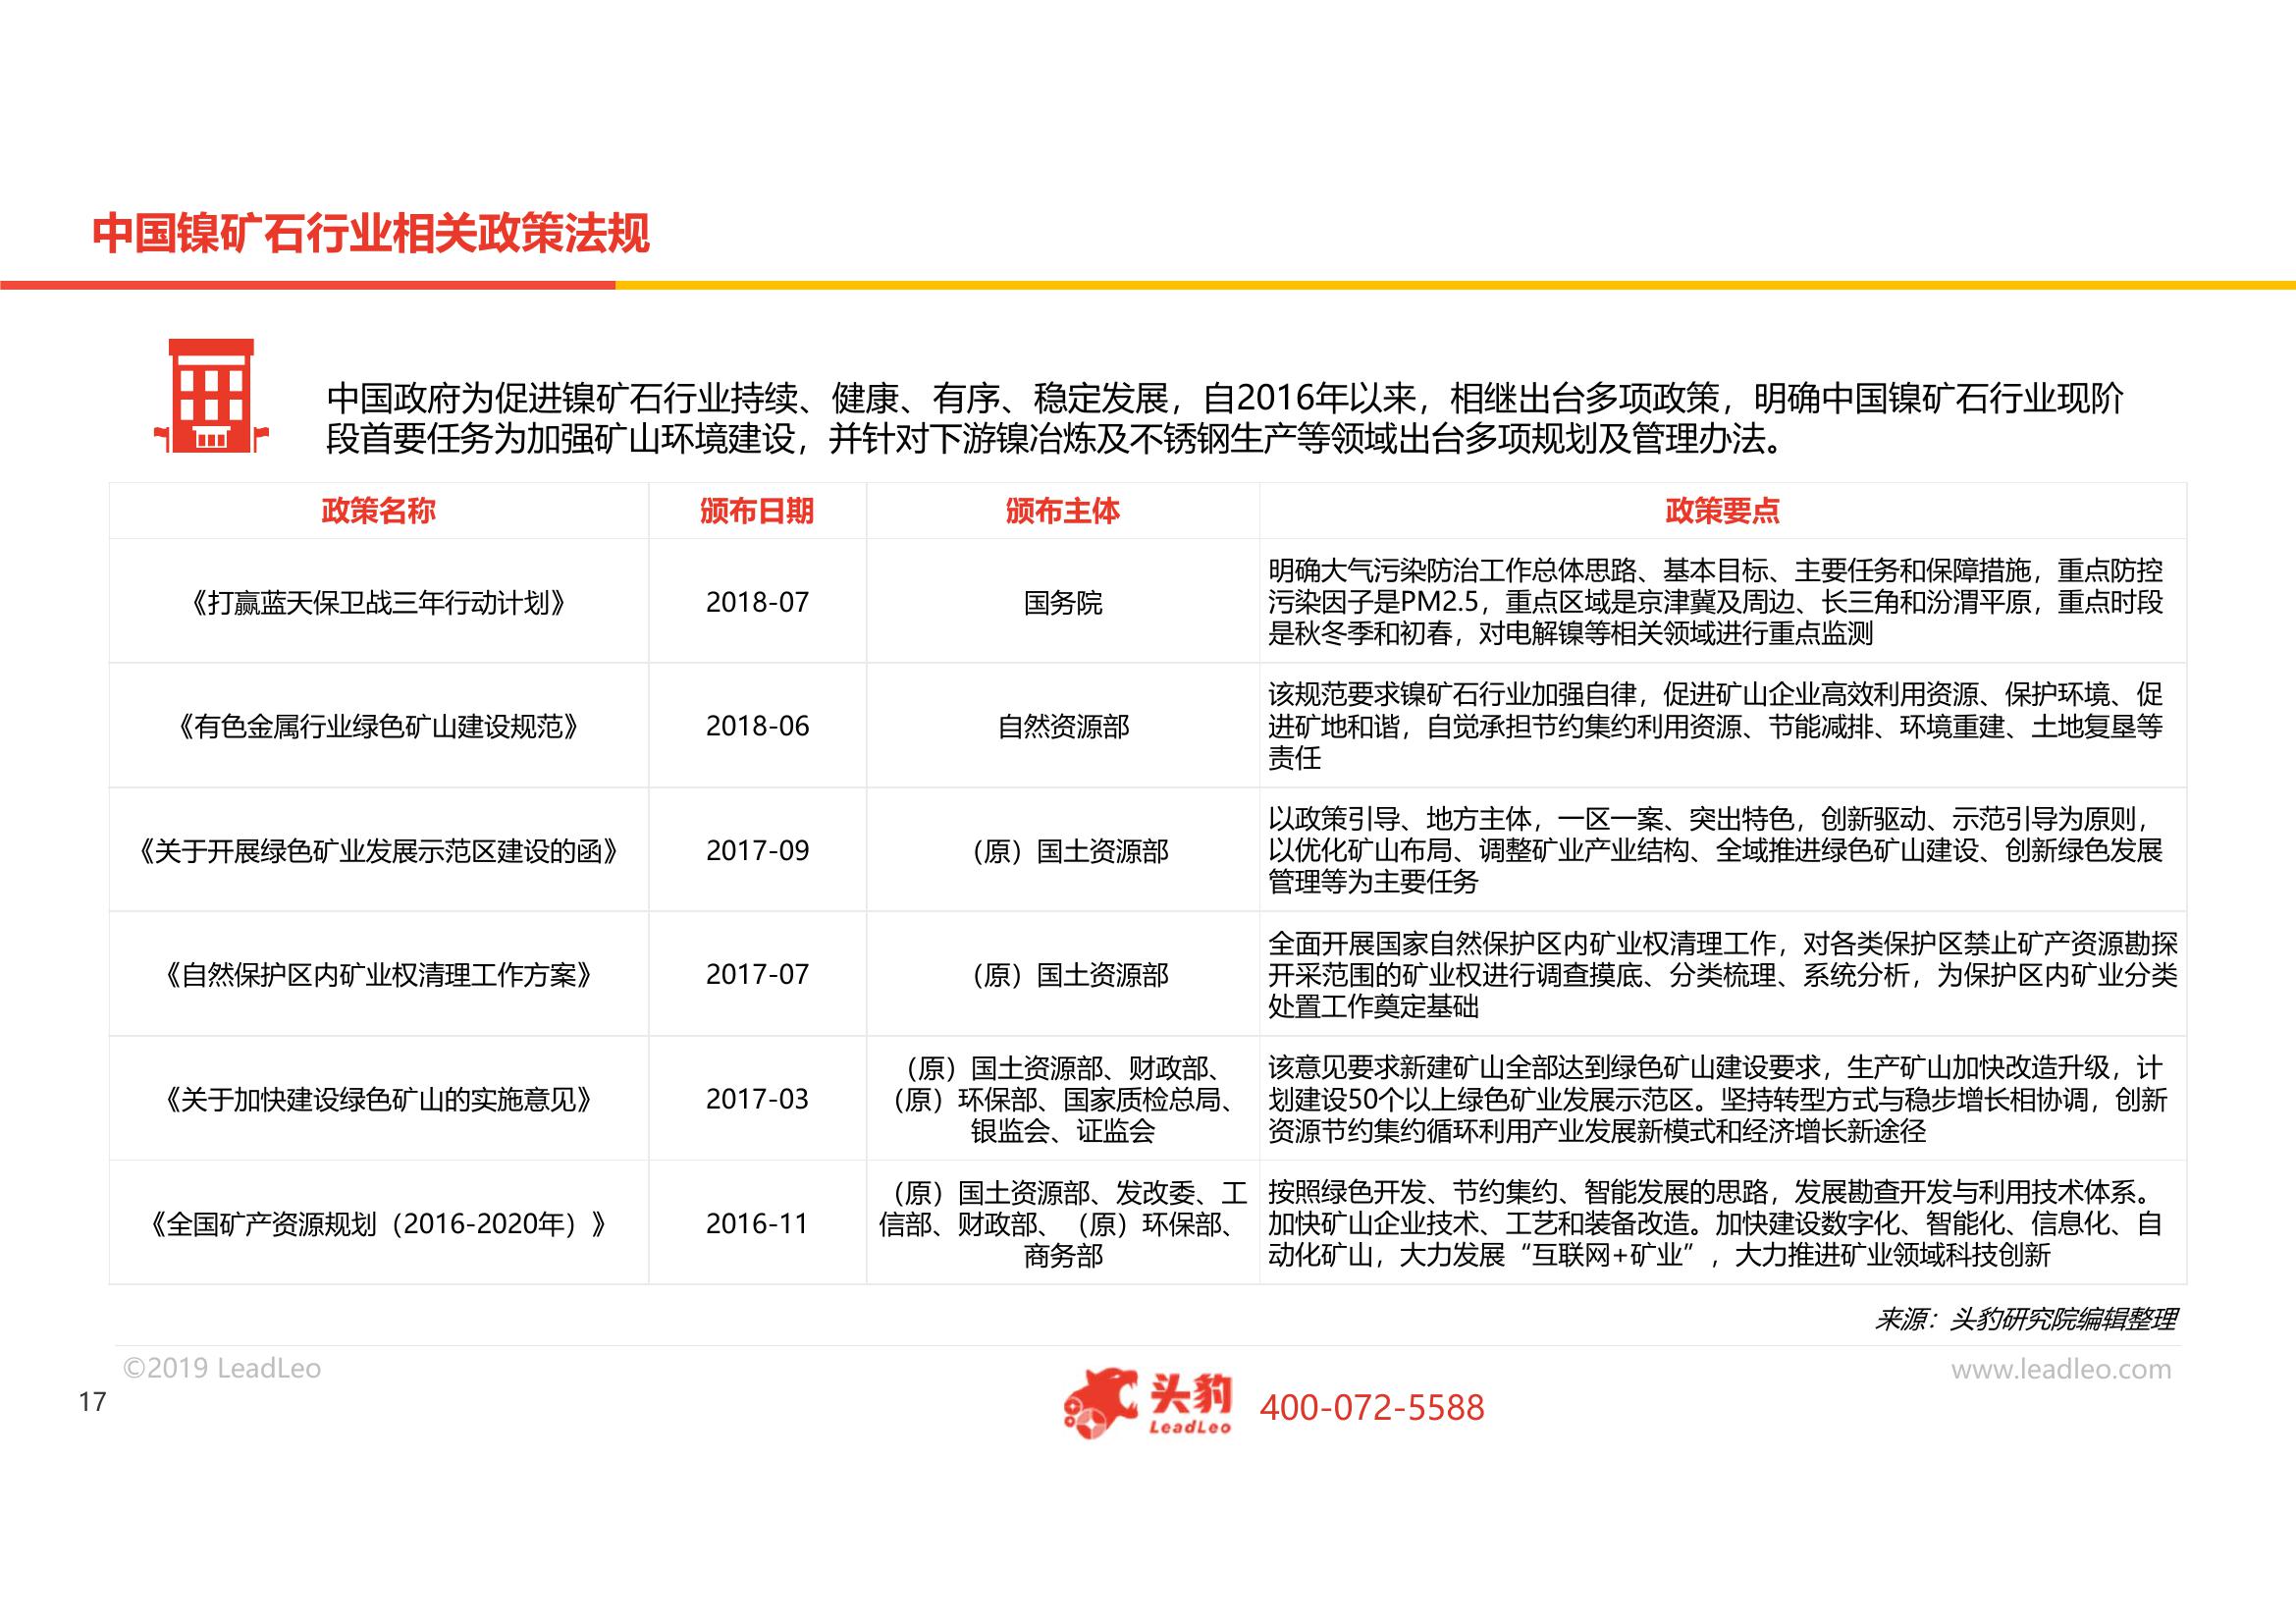 中国镍矿石行业相关政策法规
中国政府为促进镍矿石行业持续、健康、有序、稳定发展，自2016年以来，相继出台多项政策，明确中国镍矿石行业现阶
段首要任务为加强矿山环境建设，并针对下游镍冶炼及不锈钢生产等领域出台多项规划及管理办法。
政策名称 颁布日期 颁布主体 政策要点
《打赢蓝天保卫战三年行动计划》 2018-07 国务院
明确大气污染防治工作总体思路、基本目标、主要任务和保障措施，重点防控
污染因子是PM2.5，重点区域是京津冀及周边、长三角和汾渭平原，重点时段
是秋冬季和初春，对电解镍等相关领域进行重点监测
《有色金属行业绿色矿山建设规范》 2018-06 自然资源部
该规范要求镍矿石行业加强自律，促进矿山企业高效利用资源、保护环境、促
进矿地和谐，自觉承担节约集约利用资源、节能减排、环境重建、土地复垦等
责任
《关于开展绿色矿业发展示范区建设的函》 2017-09 （原）国土资源部
以政策引导、地方主体，一区一案、突出特色，创新驱动、示范引导为原则，
以优化矿山布局、调整矿业产业结构、全域推进绿色矿山建设、创新绿色发展
管理等为主要任务
《自然保护区内矿业权清理工作方案》 2017-07 （原）国土资源部
全面开展国家自然保护区内矿业权清理工作，对各类保护区禁止矿产资源勘探
开采范围的矿业权进行调查摸底、分类梳理、系统分析，为保护区内矿业分类
处置工作奠定基础
《关于加快建设绿色矿山的实施意见》 2017-03
（原）国土资源部、财政部、
（原）环保部、国家质检总局、
银监会、证监会
该意见要求新建矿山全部达到绿色矿山建设要求，生产矿山加快改造升级，计
划建设50个以上绿色矿业发展示范区。坚持转型方式与稳步增长相协调，创新
资源节约集约循环利用产业发展新模式和经济增长新途径
《全国矿产资源规划（2016-2020年）》 2016-11
（原）国土资源部、发改委、工
信部、财政部、（原）环保部、
商务部
按照绿色开发、节约集约、智能发展的思路，发展勘查开发与利用技术体系。
加快矿山企业技术、工艺和装备改造。加快建设数字化、智能化、信息化、自
动化矿山，大力发展“互联网+矿业”，大力推进矿业领域科技创新
来源：头豹研究院编辑整理
©2019 LeadLeo
www.leadleo.com
17
头豹
LeadLeo
400-072-5588